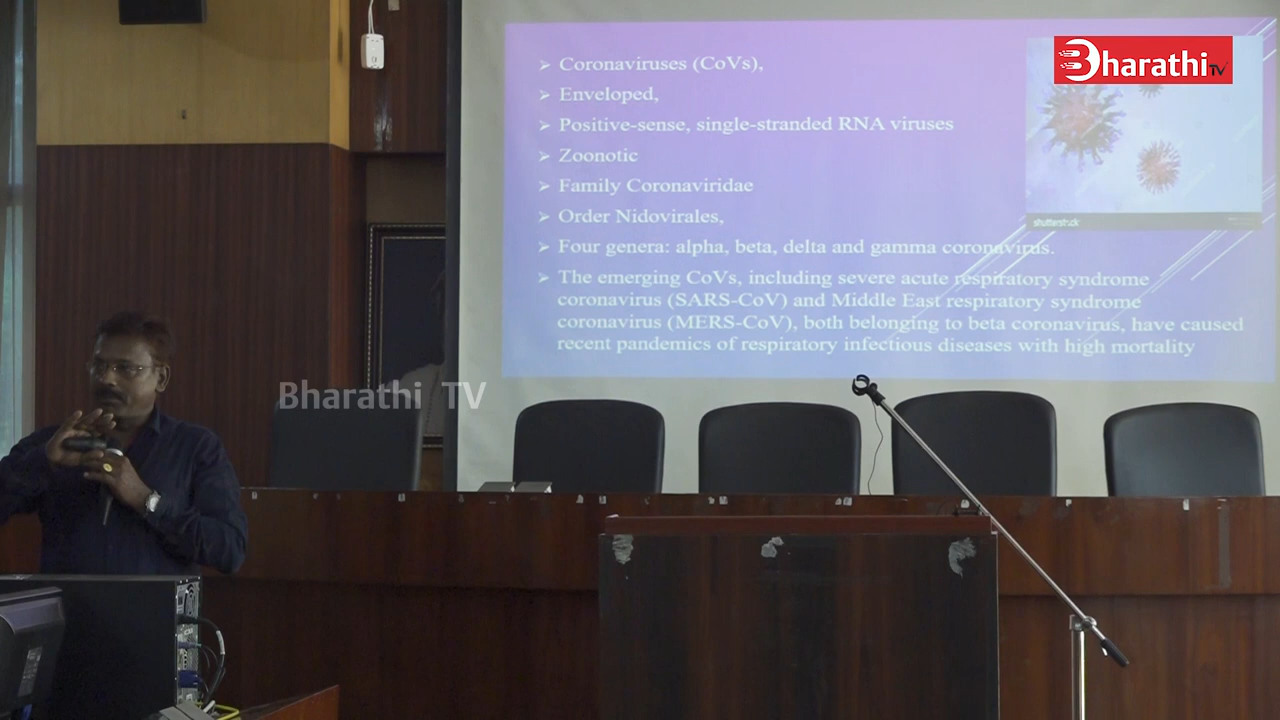 Bharathi TV
➢ Coronaviruses (CoVs),
➢ Enveloped,
➢ Positive-sense, single-stranded RNA viruses
➢ Zoonotic
➢ Family Coronaviridae
➢ Order Nidovirales,
shutterstock
➢ Four genera: alpha, beta, delta and gamma coronavirus.
➢ The emerging CoVs, including severe acute respiratory syndrome
coronavirus (SARS-CoV) and Middle East respiratory syndrome
coronavirus (MERS-CoV), both belonging to beta coronavirus, have caused
recent pandemics of respiratory infectious diseases with high mortality
Bharathi TV